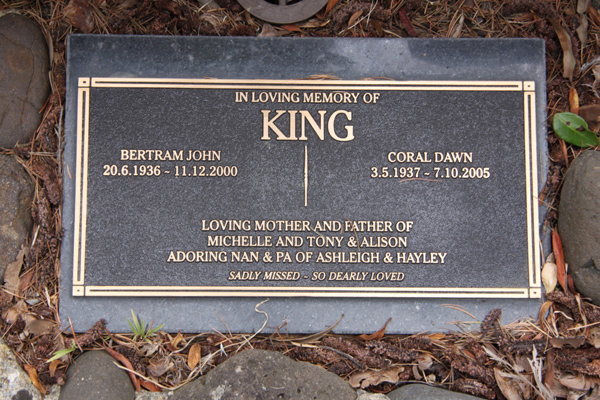 IN LOVING MEMORY OF
KING
BERTRAM JOHN
20.6.1936 ~ 11.12.2000
CORAL DAWN
3.5.1937 ~ 7.10.2005
LOVING MOTHER AND FATHER OF
MICHELLE AND TONY & ALISON
ADORING NAN & PA OF ASHLEIGH & HAYLEY
SADLY MISSED ~ SO DEARLY LOVED